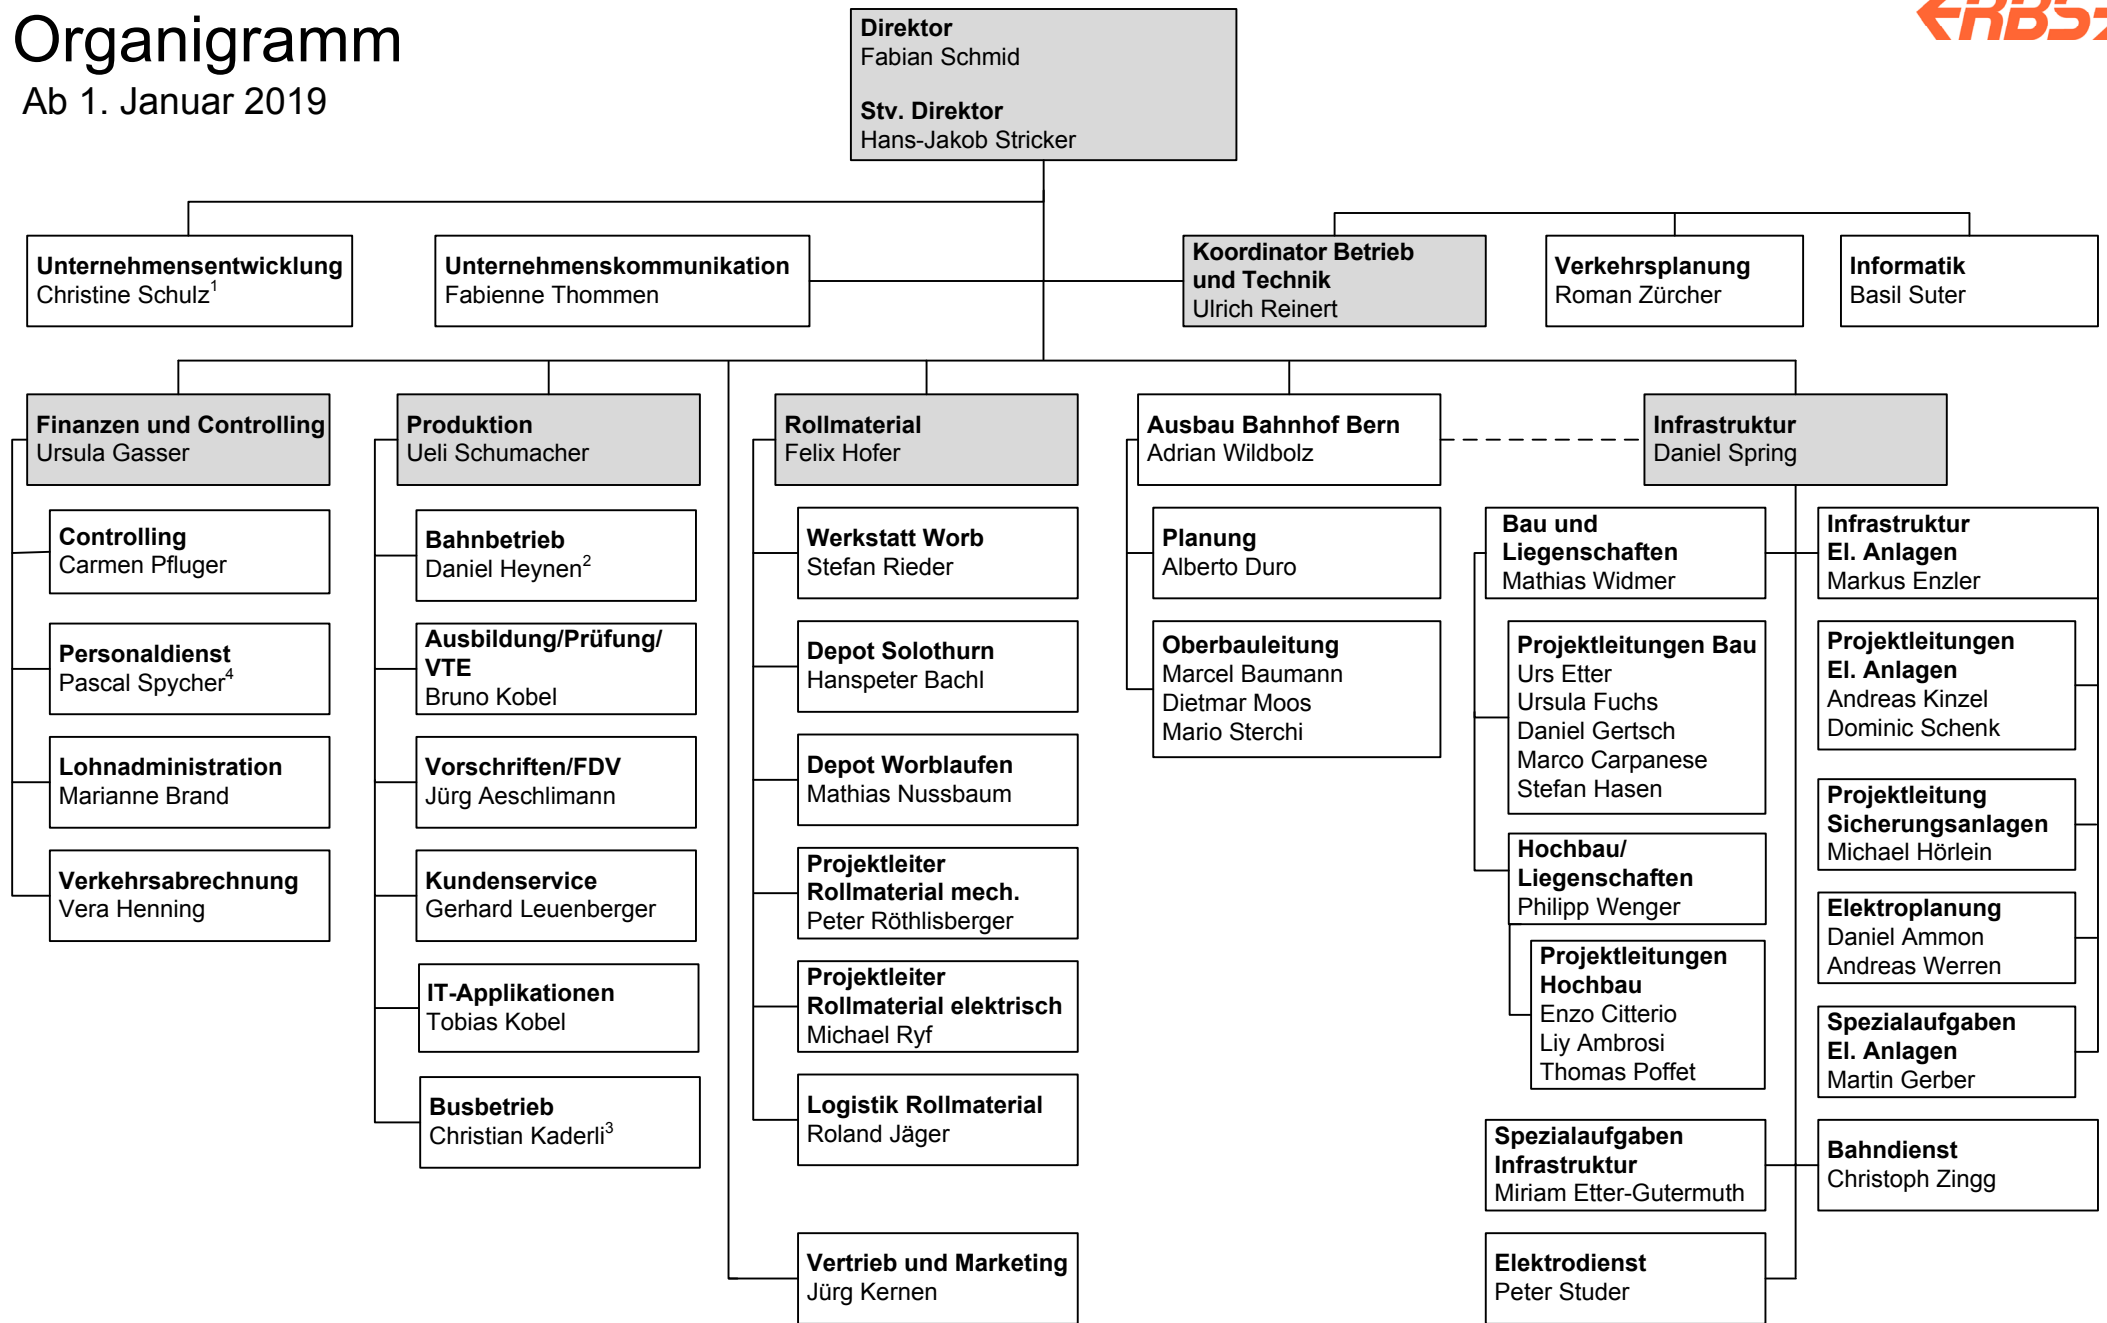 Organigramm
Ab 1. Januar 2019
RBS
Direktor
Fabian Schmid
Stv. Direktor
Hans-Jakob Stricker
Unternehmensentwicklung
Christine Schulz¹
Unternehmenskommunikation
Fabienne Thommen
Koordinator Betrieb
und Technik
Ulrich Reinert
Verkehrsplanung
Roman Zürcher
Informatik
Basil Suter
Finanzen und Controlling
Ursula Gasser
Controlling
Carmen Pfluger
Personaldienst
Pascal Spycher⁴
Lohnadministration
Marianne Brand
Verkehrsabrechnung
Vera Henning
Produktion
Ueli Schumacher
Bahnbetrieb
Daniel Heynen²
Ausbildung/Prüfung/
VTE
Bruno Kobel
Vorschriften/FDV
Jürg Aeschlimann
Kundenservice
Gerhard Leuenberger
IT-Applikationen
Tobias Kobel
Busbetrieb
Christian Kaderli³
Rollmaterial
Felix Hofer
Werkstatt Worb
Stefan Rieder
Depot Solothurn
Hanspeter Bachl
Depot Worblaufen
Mathias Nussbaum
Projektleiter
Rollmaterial mech.
Peter Röthlisberger
Projektleiter
Rollmaterial elektrisch
Michael Ryf
Logistik Rollmaterial
Roland Jäger
Vertrieb und Marketing
Jürg Kernen
Ausbau Bahnhof Bern
Adrian Wildbolz
Planung
Alberto Duro
Oberbauleitung
Marcel Baumann
Dietmar Moos
Mario Sterchi
Infrastruktur
Daniel Spring
Bau und
Liegenschaften
Mathias Widmer
Projektleitungen Bau
Urs Etter
Ursula Fuchs
Daniel Gertsch
Marco Carpanese
Stefan Hasen
Hochbau/
Liegenschaften
Philipp Wenger
Projektleitungen
Hochbau
Enzo Citterio
Liy Ambrosi
Thomas Poffet
Spezialaufgaben
Infrastruktur
Miriam Etter-Gutermuth
Elektrodienst
Peter Studer
Infrastruktur
El. Anlagen
Markus Enzler
Projektleitungen
El. Anlagen
Andreas Kinzel
Dominic Schenk
Projektleitung
Sicherungsanlagen
Michael Hörlein
Elektroplanung
Daniel Ammon
Andreas Werren
Spezialaufgaben
El. Anlagen
Martin Gerber
Bahndienst
Christoph Zingg